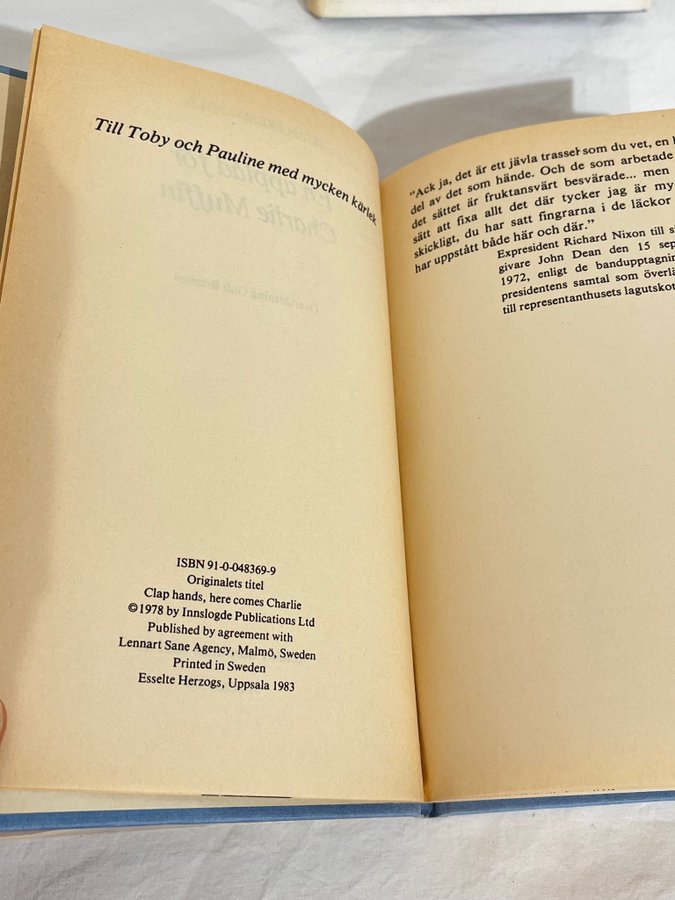 Till Toby och Pauline med mycken kärlek
ISBN 91-0-048369-9
Originalets titel
Clap hands, here comes Charlie
©1978 by Innslogde Publications Ltd
Published by agreement with
Lennart Sane Agency, Malmö, Sweden
Printed in Sweden
Esselte Herzogs, Uppsala 1983
"Ack ja, det är ett jävla trassel som du vet, en
del av det som hände. Och de som arbetade
det sättet är fruktansvärt besvärade... men
sätt att fixa allt det där tycker jag är my
skickligt, du har satt fingrarna i de läckor
har uppstått både här och där."
Expresident Richard Nixon till s
givare John Dean den 15 sep
1972, enligt de bandupptagnin
presidentens samtal som överlä
till representanthusets lagutskot